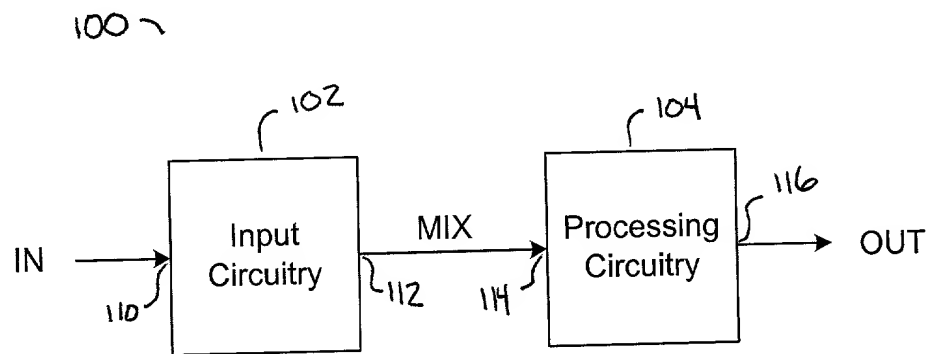 100
102
104
116
IN
Input
Circuitry
MIX
Processing
Circuitry
OUT
110
112
114